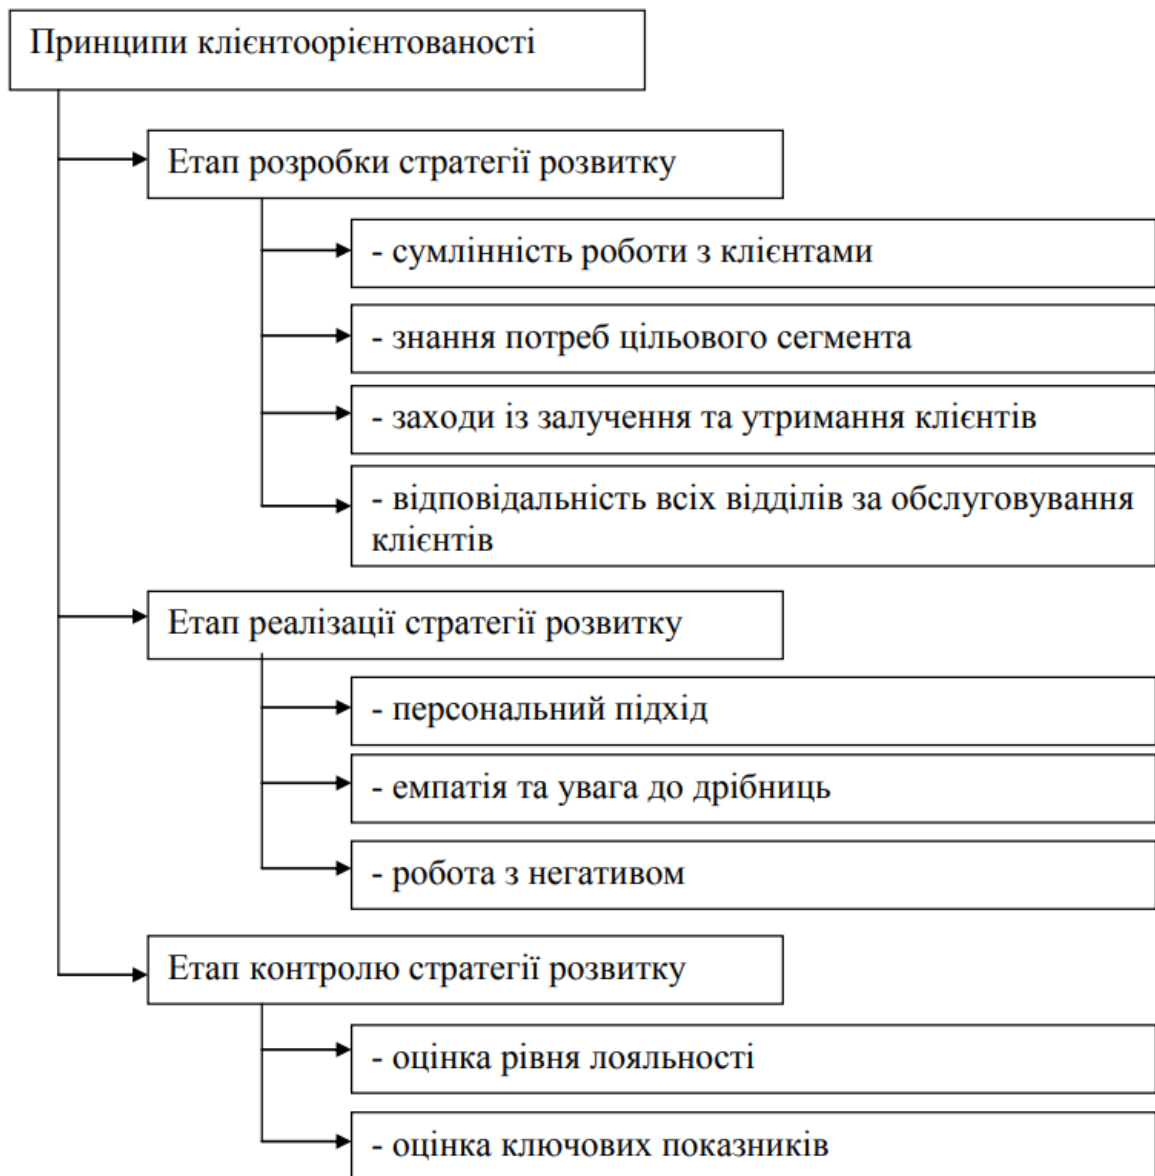 Принципи клієнтоорієнтованості
Етап розробки стратегії розвитку
- сумлінність роботи з клієнтами
- знання потреб цільового сегмента
- заходи із залучення та утримання клієнтів
- відповідальність всіх відділів за обслуговування
клієнтів
Етап реалізації стратегії розвитку
- персональний підхід
- емпатія та увага до дрібниць
- робота з негативом
Етап контролю стратегії розвитку
- оцінка рівня лояльності
- оцінка ключових показників